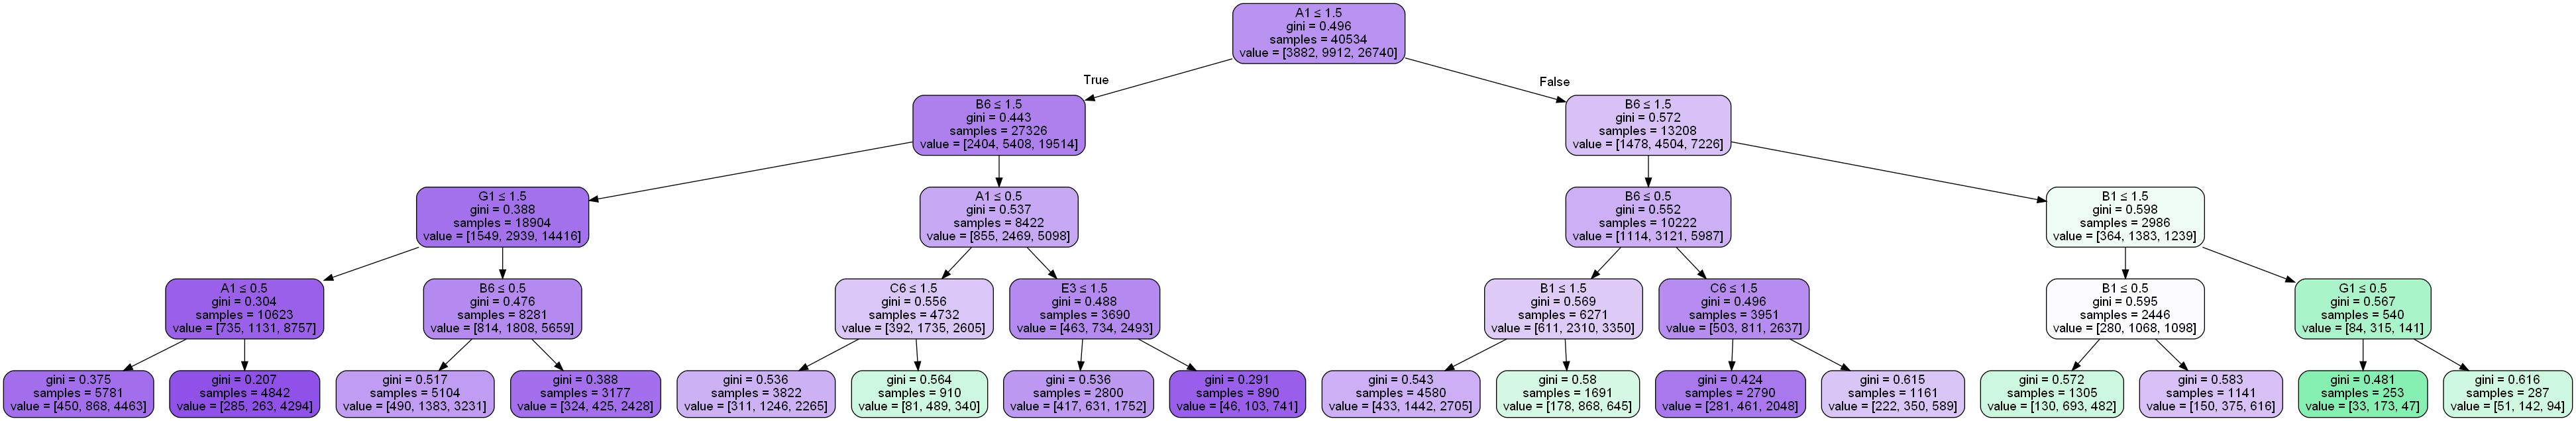 A1 ≤ 1.5
gini = 0.496
samples = 40534
value = [3882, 9912, 26740]
True
False
B6 ≤ 1.5
gini = 0.443
samples = 27326
value = [2404, 5408, 19514]
B6 ≤ 1.5
gini = 0.572
samples = 13208
value = [1478, 4504, 7226]
G1 ≤ 1.5
gini = 0.388
samples = 18904
value = [1549, 2939, 14416]
A1 ≤ 0.5
gini = 0.537
samples = 8422
value = [855, 2469, 5098]
B6 ≤ 0.5
gini = 0.552
samples = 10222
value = [1114, 3121, 5987]
B1 ≤ 1.5
gini = 0.598
samples = 2986
value = [364, 1383, 1239]
A1 ≤ 0.5
gini = 0.304
samples = 10623
value = [735, 1131, 8757]
B6 ≤ 0.5
gini = 0.476
samples = 8281
value = [814, 1808, 5659]
C6 ≤ 1.5
gini = 0.556
samples = 4732
value = [392, 1735, 2605]
E3 ≤ 1.5
gini = 0.488
samples = 3690
value = [463, 734, 2493]
B1 ≤ 1.5
gini = 0.569
samples = 6271
value = [611, 2310, 3350]
C6 ≤ 1.5
gini = 0.496
samples = 3951
value = [503, 811, 2637]
B1 ≤ 0.5
gini = 0.595
samples = 2446
value = [280, 1068, 1098]
G1 ≤ 0.5
gini = 0.567
samples = 540
value = [84, 315, 141]
gini = 0.375
samples = 5781
value = [450, 868, 4463]
gini = 0.207
samples = 4842
value = [285, 263, 4294]
gini = 0.517
samples = 5104
value = [490, 1383, 3231]
gini = 0.388
samples = 3177
value = [324, 425, 2428]
gini = 0.536
samples = 3822
value = [311, 1246, 2265]
gini = 0.564
samples = 910
value = [81, 489, 340]
gini = 0.536
samples = 2800
value = [417, 631, 1752]
gini = 0.291
samples = 890
value = [46, 103, 741]
gini = 0.543
samples = 4580
value = [433, 1442, 2705]
gini = 0.58
samples = 1691
value = [178, 868, 645]
gini = 0.424
samples = 2790
value = [281, 461, 2048]
gini = 0.615
samples = 1161
value = [222, 350, 589]
gini = 0.572
samples = 1305
value = [130, 693, 482]
gini = 0.583
samples = 1141
value = [150, 375, 616]
gini = 0.481
samples = 253
value = [33, 173, 47]
gini = 0.616
samples = 287
value = [51, 142, 94]